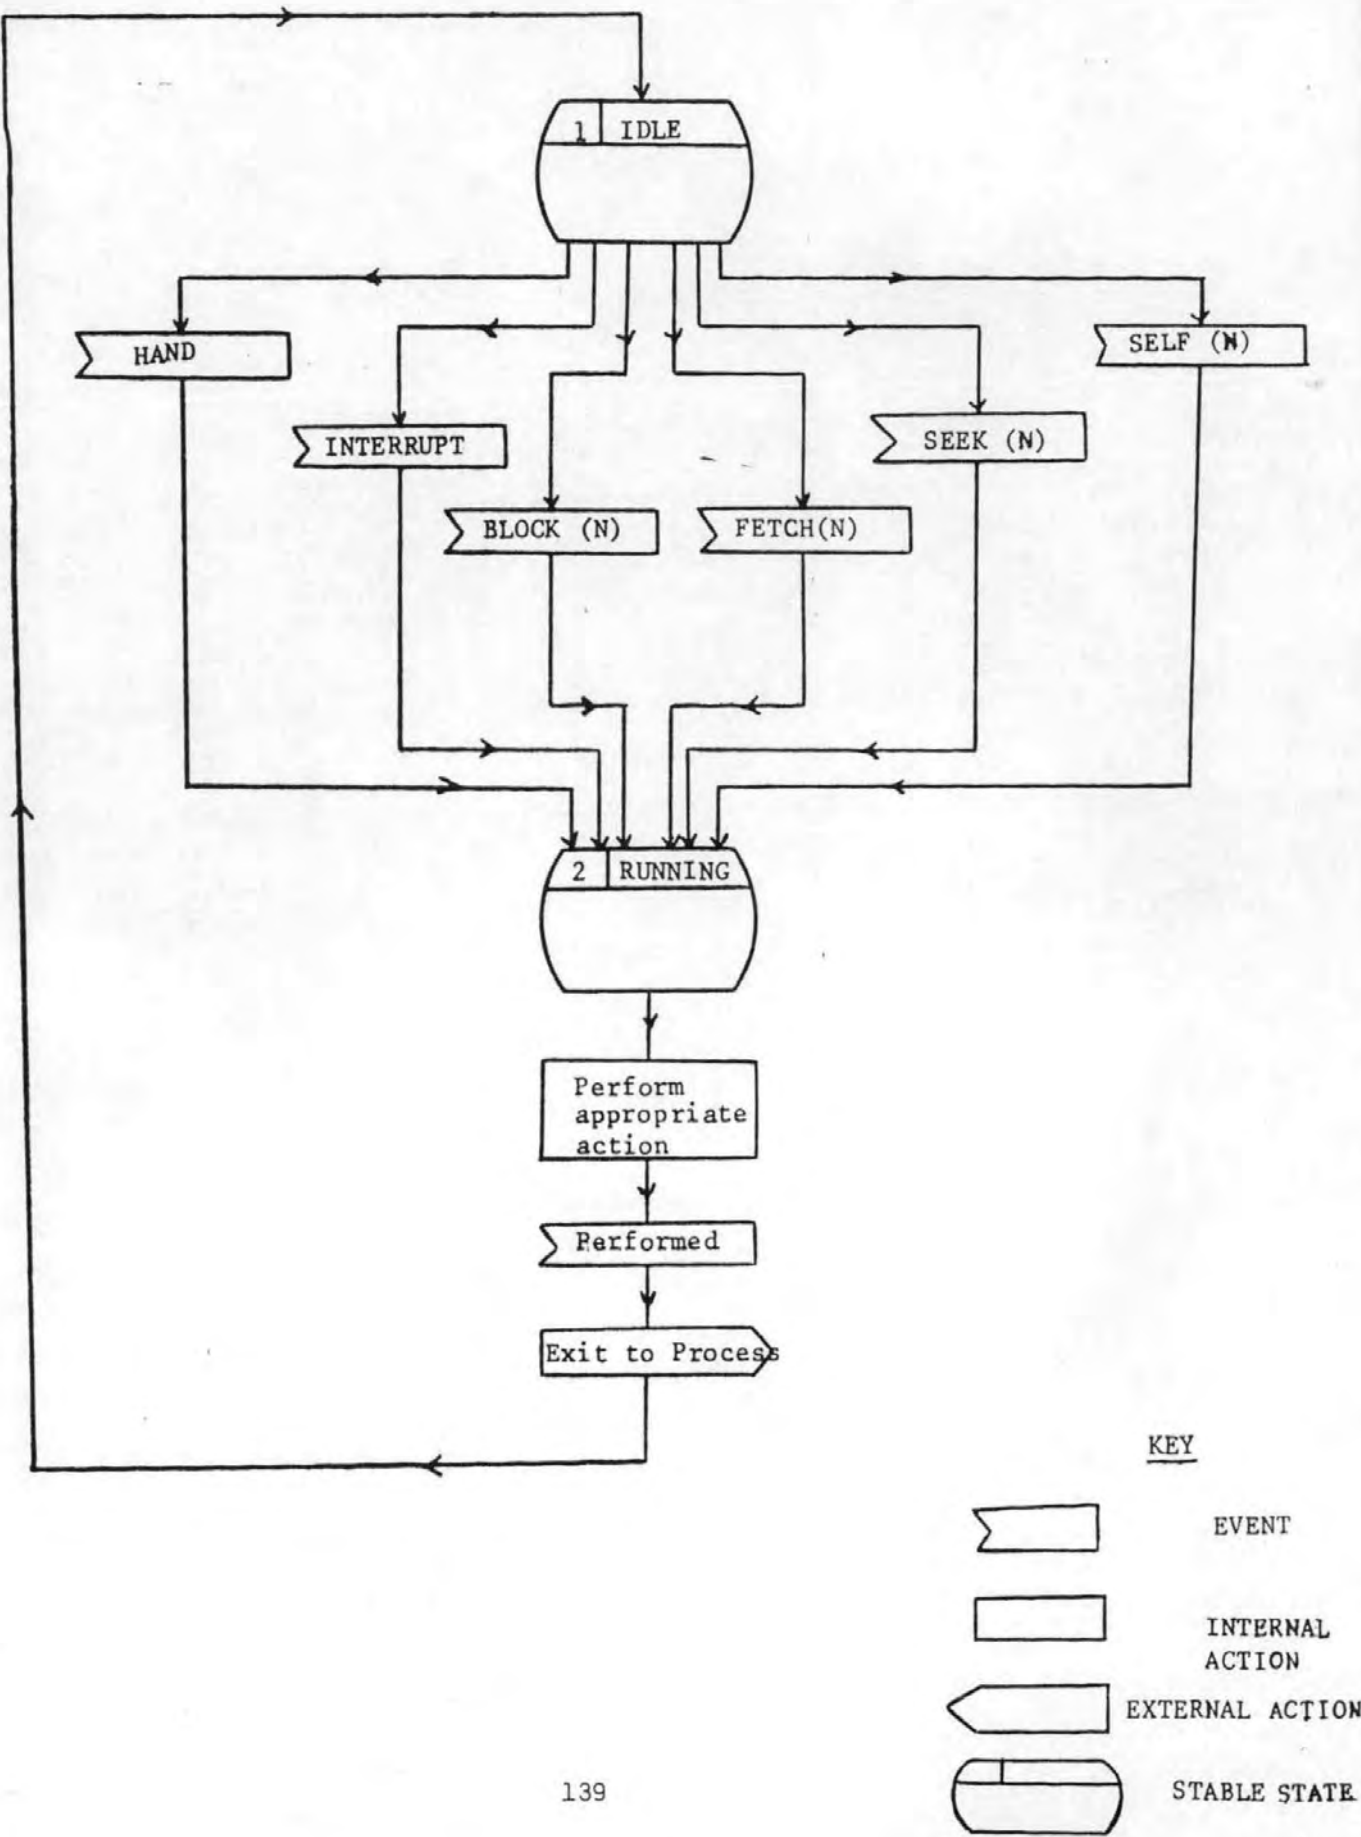 1 IDLE
HAND
SELF (N)
INTERRUPT
SEEK (N)
BLOCK (N)
FETCH(N)
2 RUNNING
Perform
appropriate
action
Performed
Exit to Process
KEY
EVENT
INTERNAL
ACTION
EXTERNAL ACTION
STABLE STATE
139